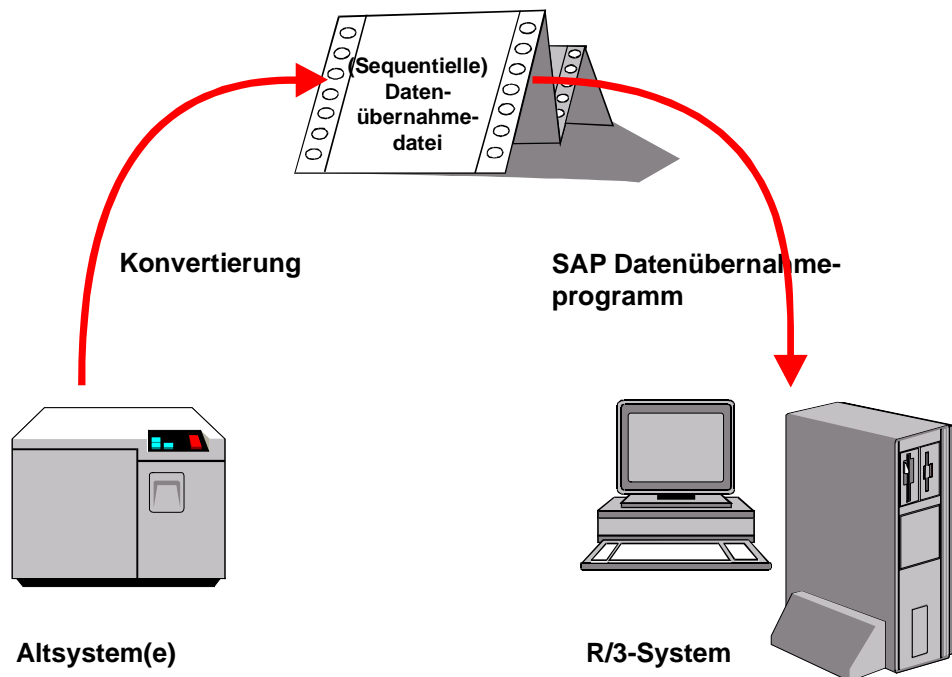 (Sequentielle)
Daten-
übernahme-
datei
Konvertierung
SAP Datenübernahme-
programm
Altsystem(e)
R/3-System